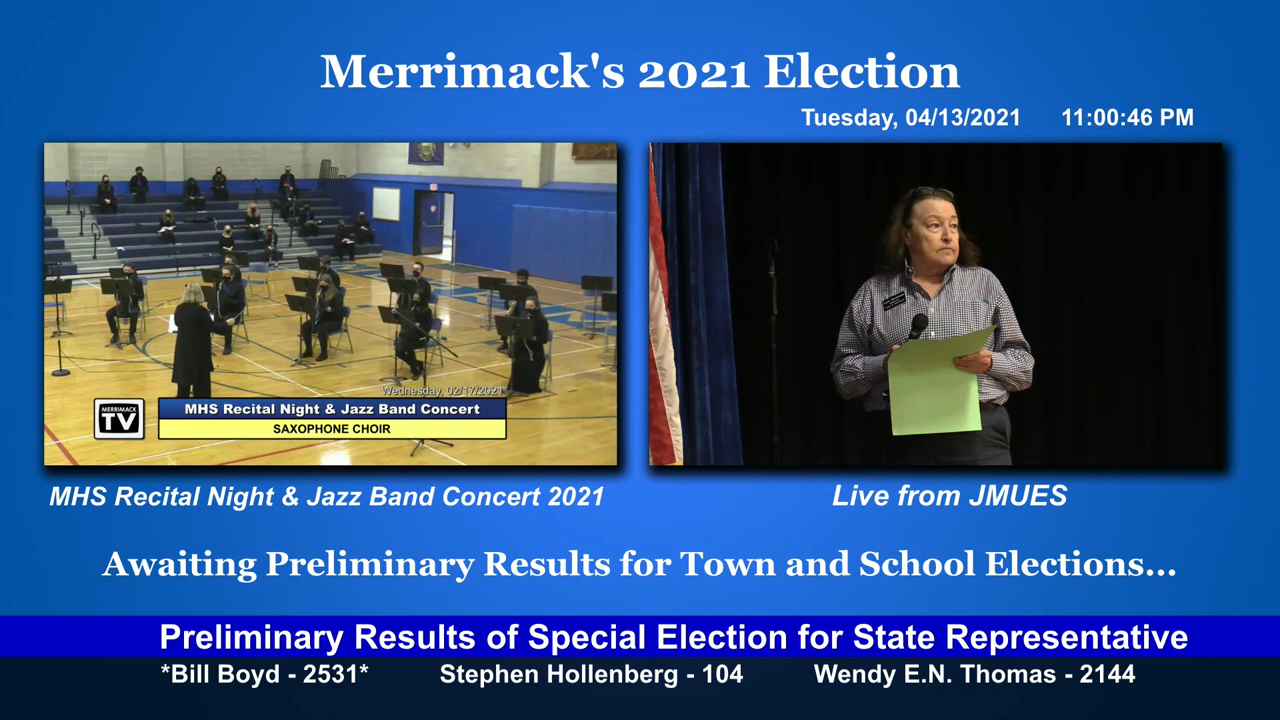 Merrimack's 2021 Election
Tuesday, 04/13/2021 11:00:46 PM
Wednesday, 02/17/2021
MERRIMACK
TV
MHS Recital Night & Jazz Band Concert
SAXOPHONE CHOIR
MHS Recital Night & Jazz Band Concert 2021
Live from JMUES
Awaiting Preliminary Results for Town and School Elections...
Preliminary Results of Special Election for State Representative
*Bill Boyd - 2531* Stephen Hollenberg - 104 Wendy E.N. Thomas - 2144